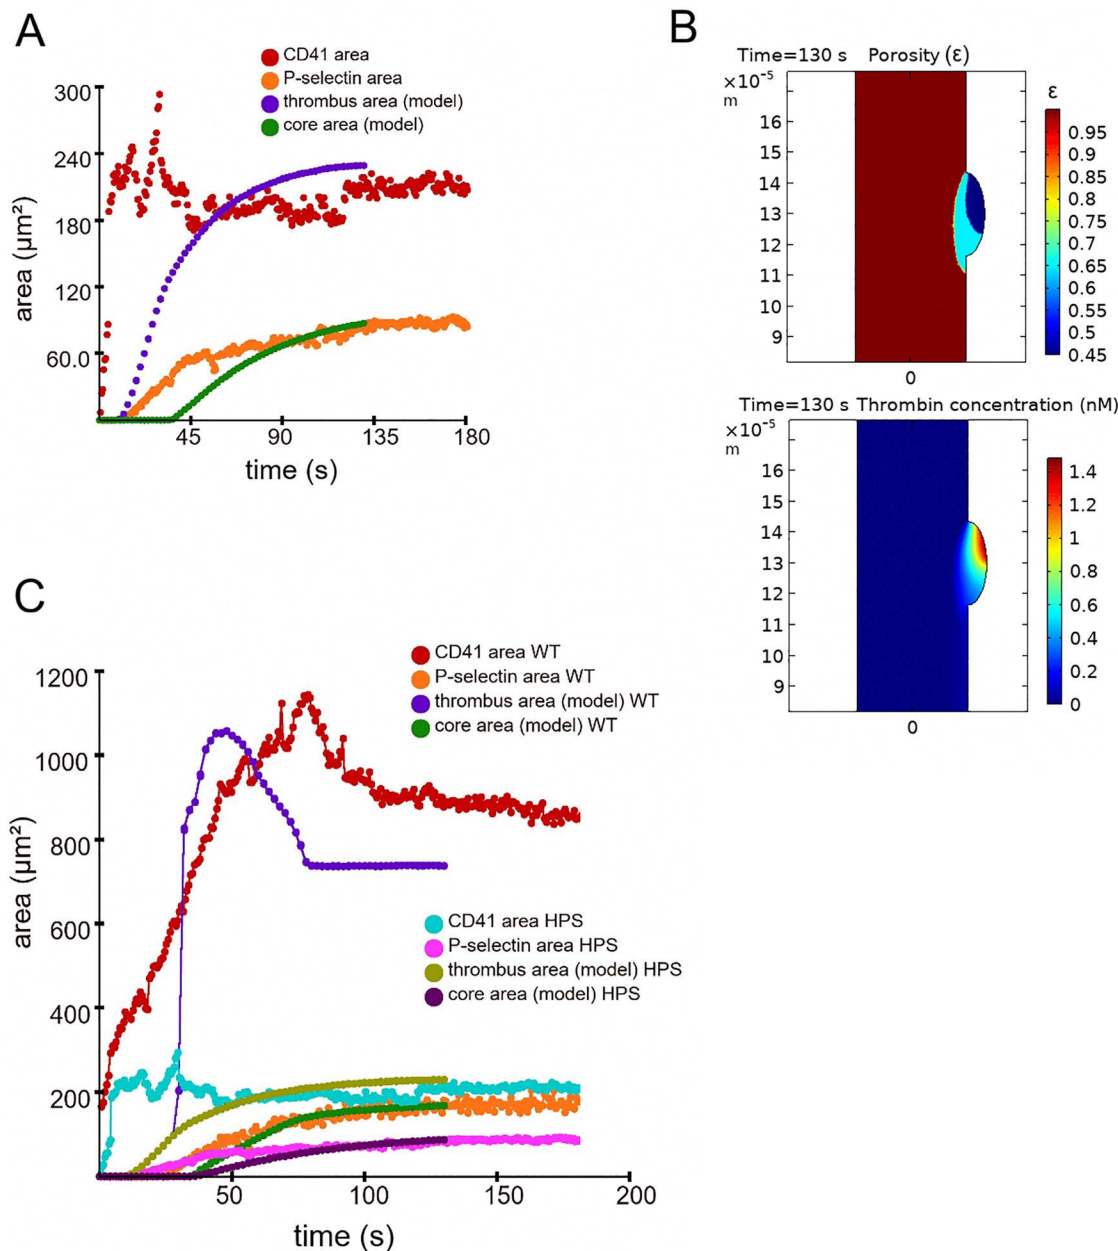 A
CD41 area
P-selectin area
thrombus area (model)
core area (model)
300
240
180
120
60.0
area (µm²)
45
90
135
180
time (s)
B
Time=130 s Porosity (ε)
×10⁻⁵
m
ε
16
15
14
13
12
11
10
9
0
0.95
0.9
0.85
0.8
0.75
0.7
0.65
0.6
0.55
0.5
0.45
Time=130 s Thrombin concentration (nM)
×10⁻⁵
m
16
15
14
13
12
11
10
9
0
1.4
1.2
1
0.8
0.6
0.4
0.2
0
C
CD41 area WT
P-selectin area WT
thrombus area (model) WT
core area (model) WT
1200
1000
800
600
400
200
area (µm²)
CD41 area HPS
P-selectin area HPS
thrombus area (model) HPS
core area (model) HPS
50
100
150
200
time (s)